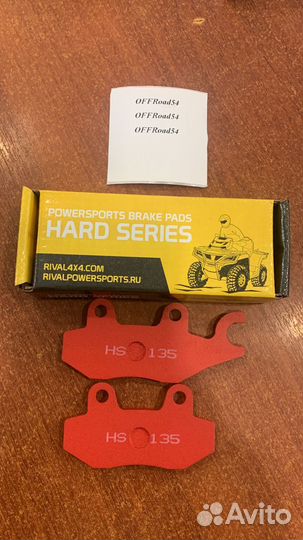 OFFRoad54
OFFRoad54
OFFRoad54
POWERSPORTS BRAKE PADS
HARD SERIES
RIVAL4X4.COM
RIVALPOWERSPORTS.RU
HS 135
HS 135
Avito